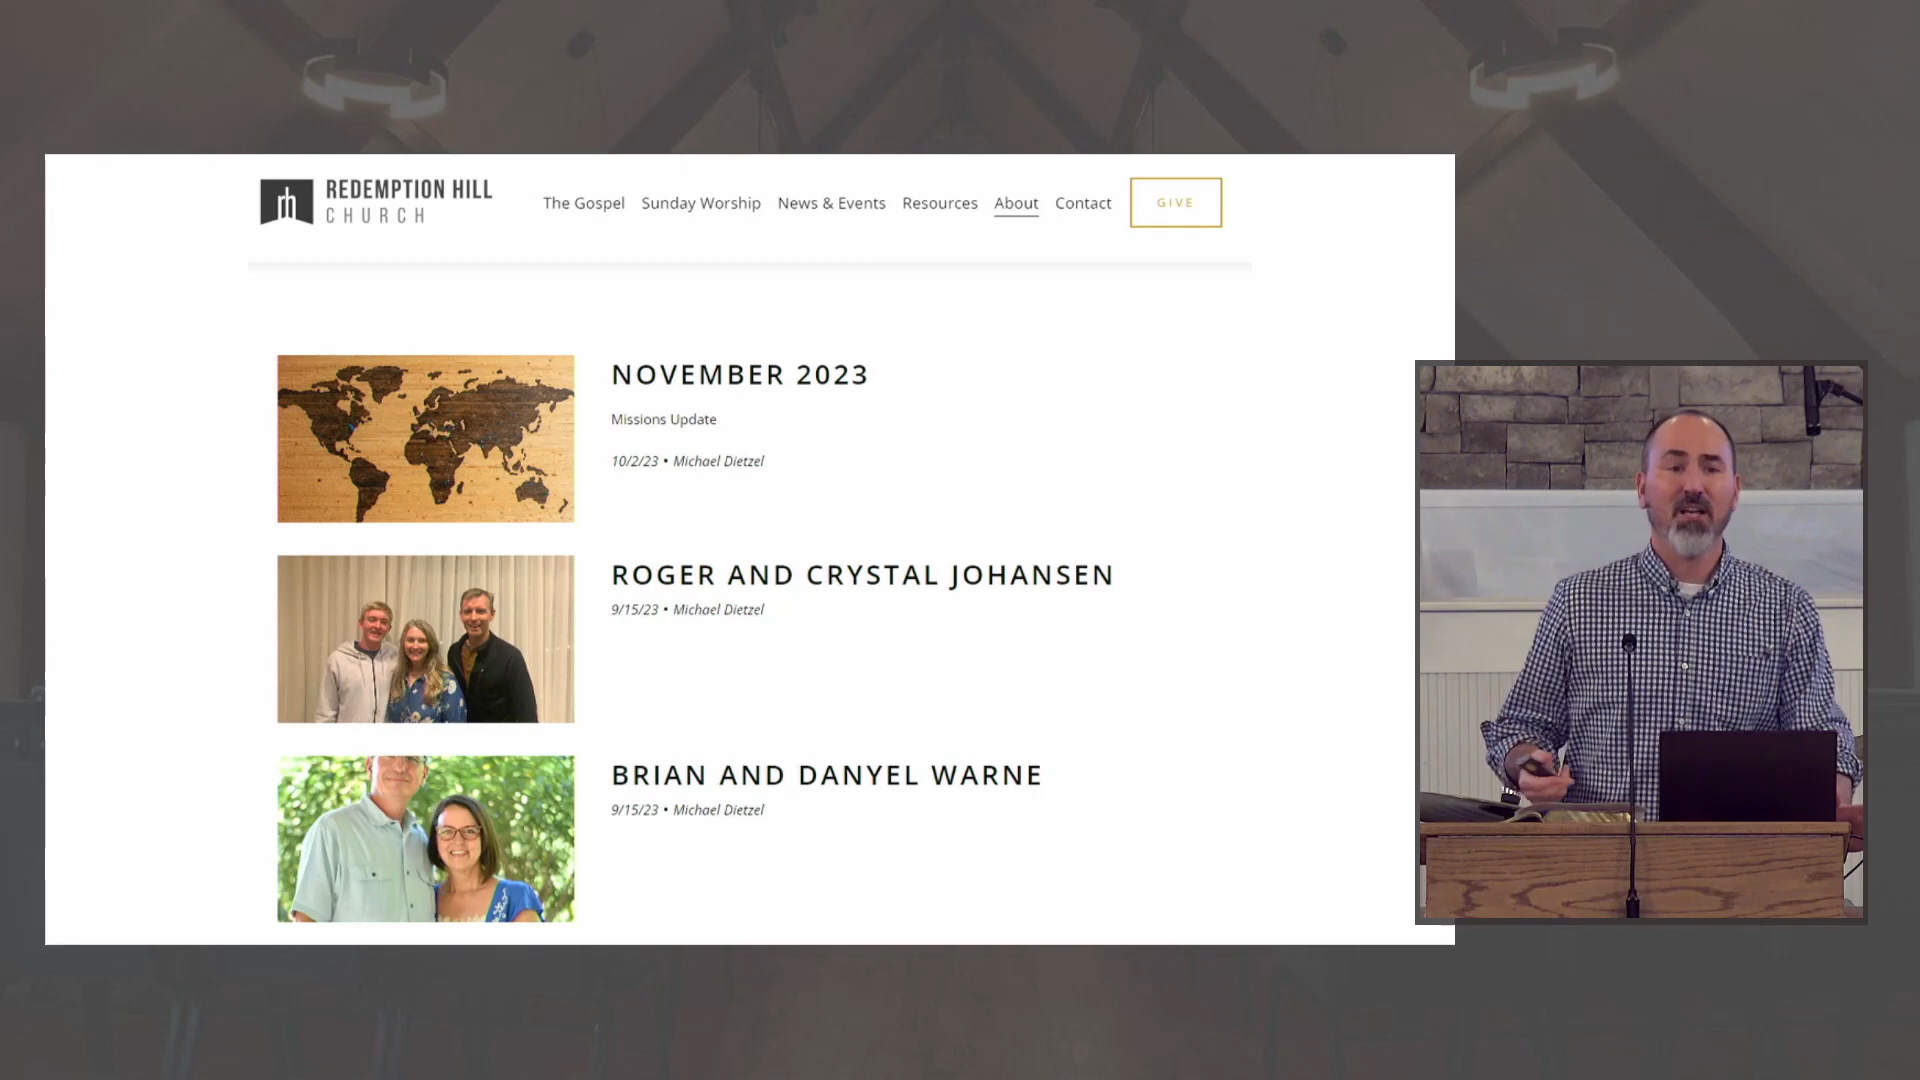 rh
REDEMPTION HILL
CHURCH
The Gospel Sunday Worship News & Events Resources About Contact GIVE
NOVEMBER 2023
Missions Update
10/2/23 • Michael Dietzel
ROGER AND CRYSTAL JOHANSEN
9/15/23 • Michael Dietzel
BRIAN AND DANYEL WARNE
9/15/23 • Michael Dietzel